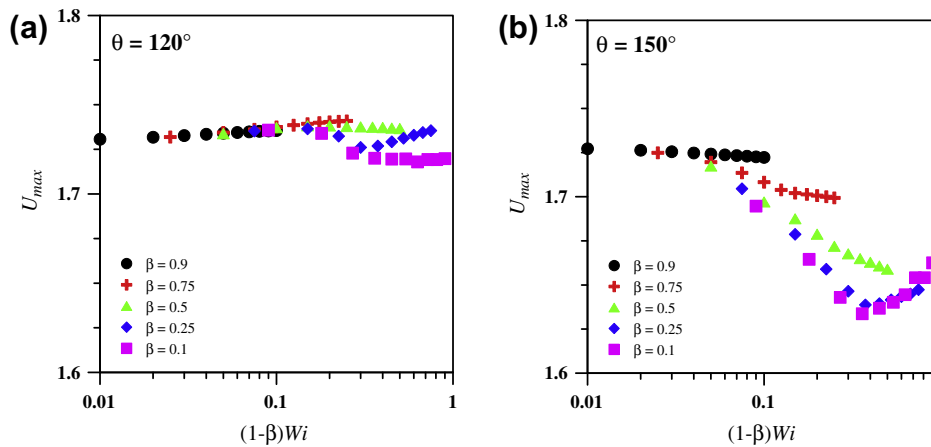 (a)
θ = 120°
1.8
1.7
1.6
U_max
β = 0.9
β = 0.75
β = 0.5
β = 0.25
β = 0.1
0.01
0.1
1
(1-β)Wi
(b)
θ = 150°
1.8
1.7
1.6
U_max
β = 0.9
β = 0.75
β = 0.5
β = 0.25
β = 0.1
0.01
0.1
(1-β)Wi